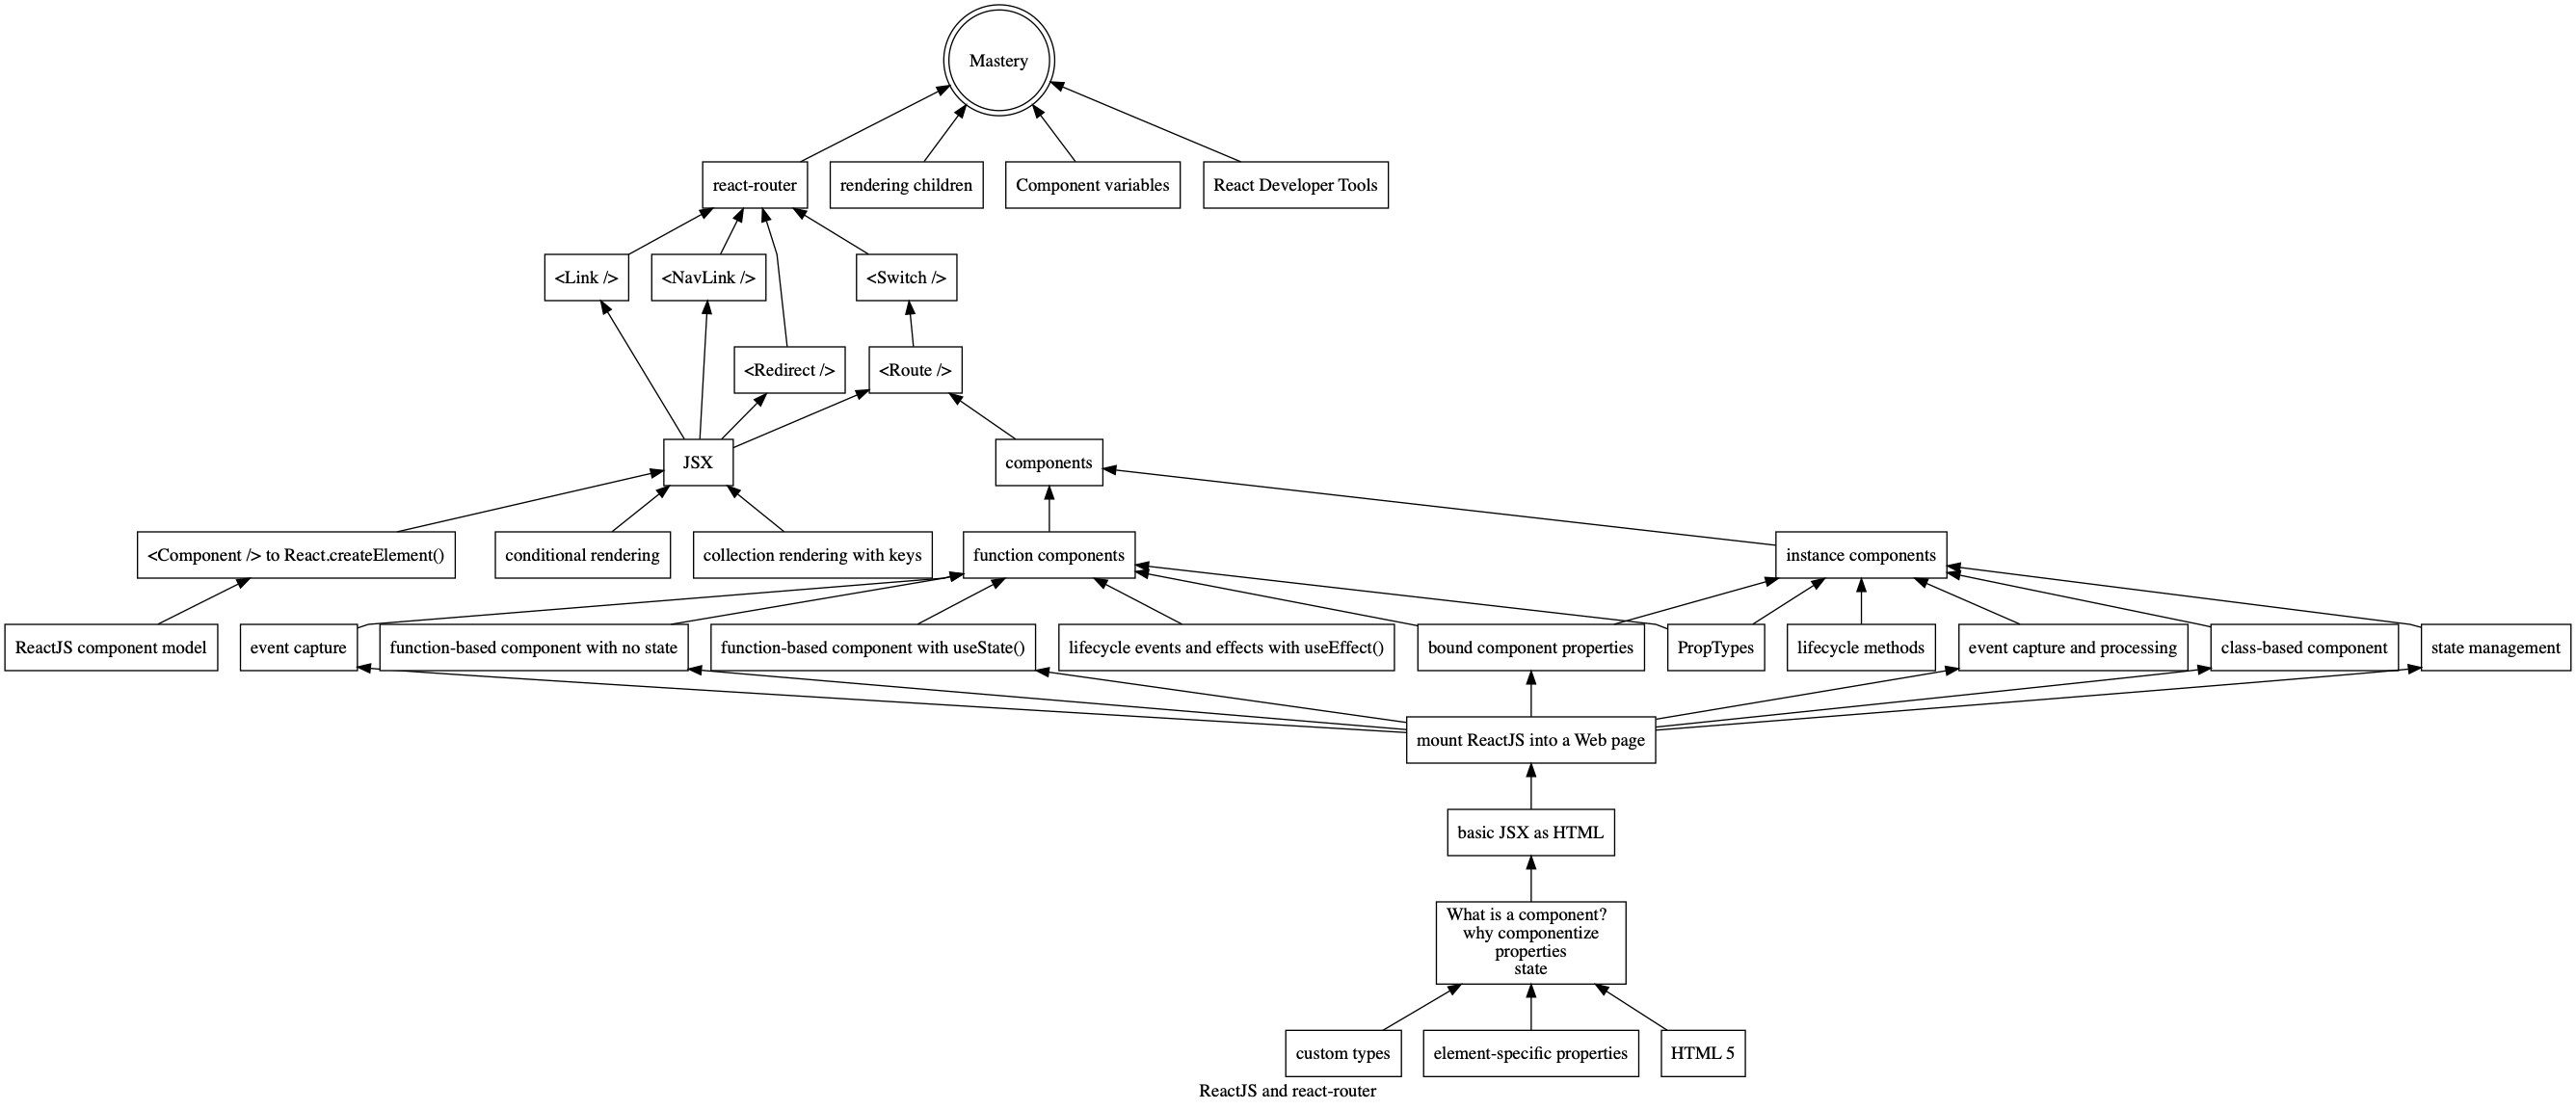 Mastery
react-router
rendering children
Component variables
React Developer Tools
<Link />
<NavLink />
<Switch />
<Redirect />
<Route />
JSX
components
<Component /> to React.createElement()
conditional rendering
collection rendering with keys
function components
instance components
ReactJS component model
event capture
function-based component with no state
function-based component with useState()
lifecycle events and effects with useEffect()
bound component properties
PropTypes
lifecycle methods
event capture and processing
class-based component
state management
mount ReactJS into a Web page
basic JSX as HTML
What is a component?
why componentize
properties
state
custom types
element-specific properties
HTML 5
ReactJS and react-router